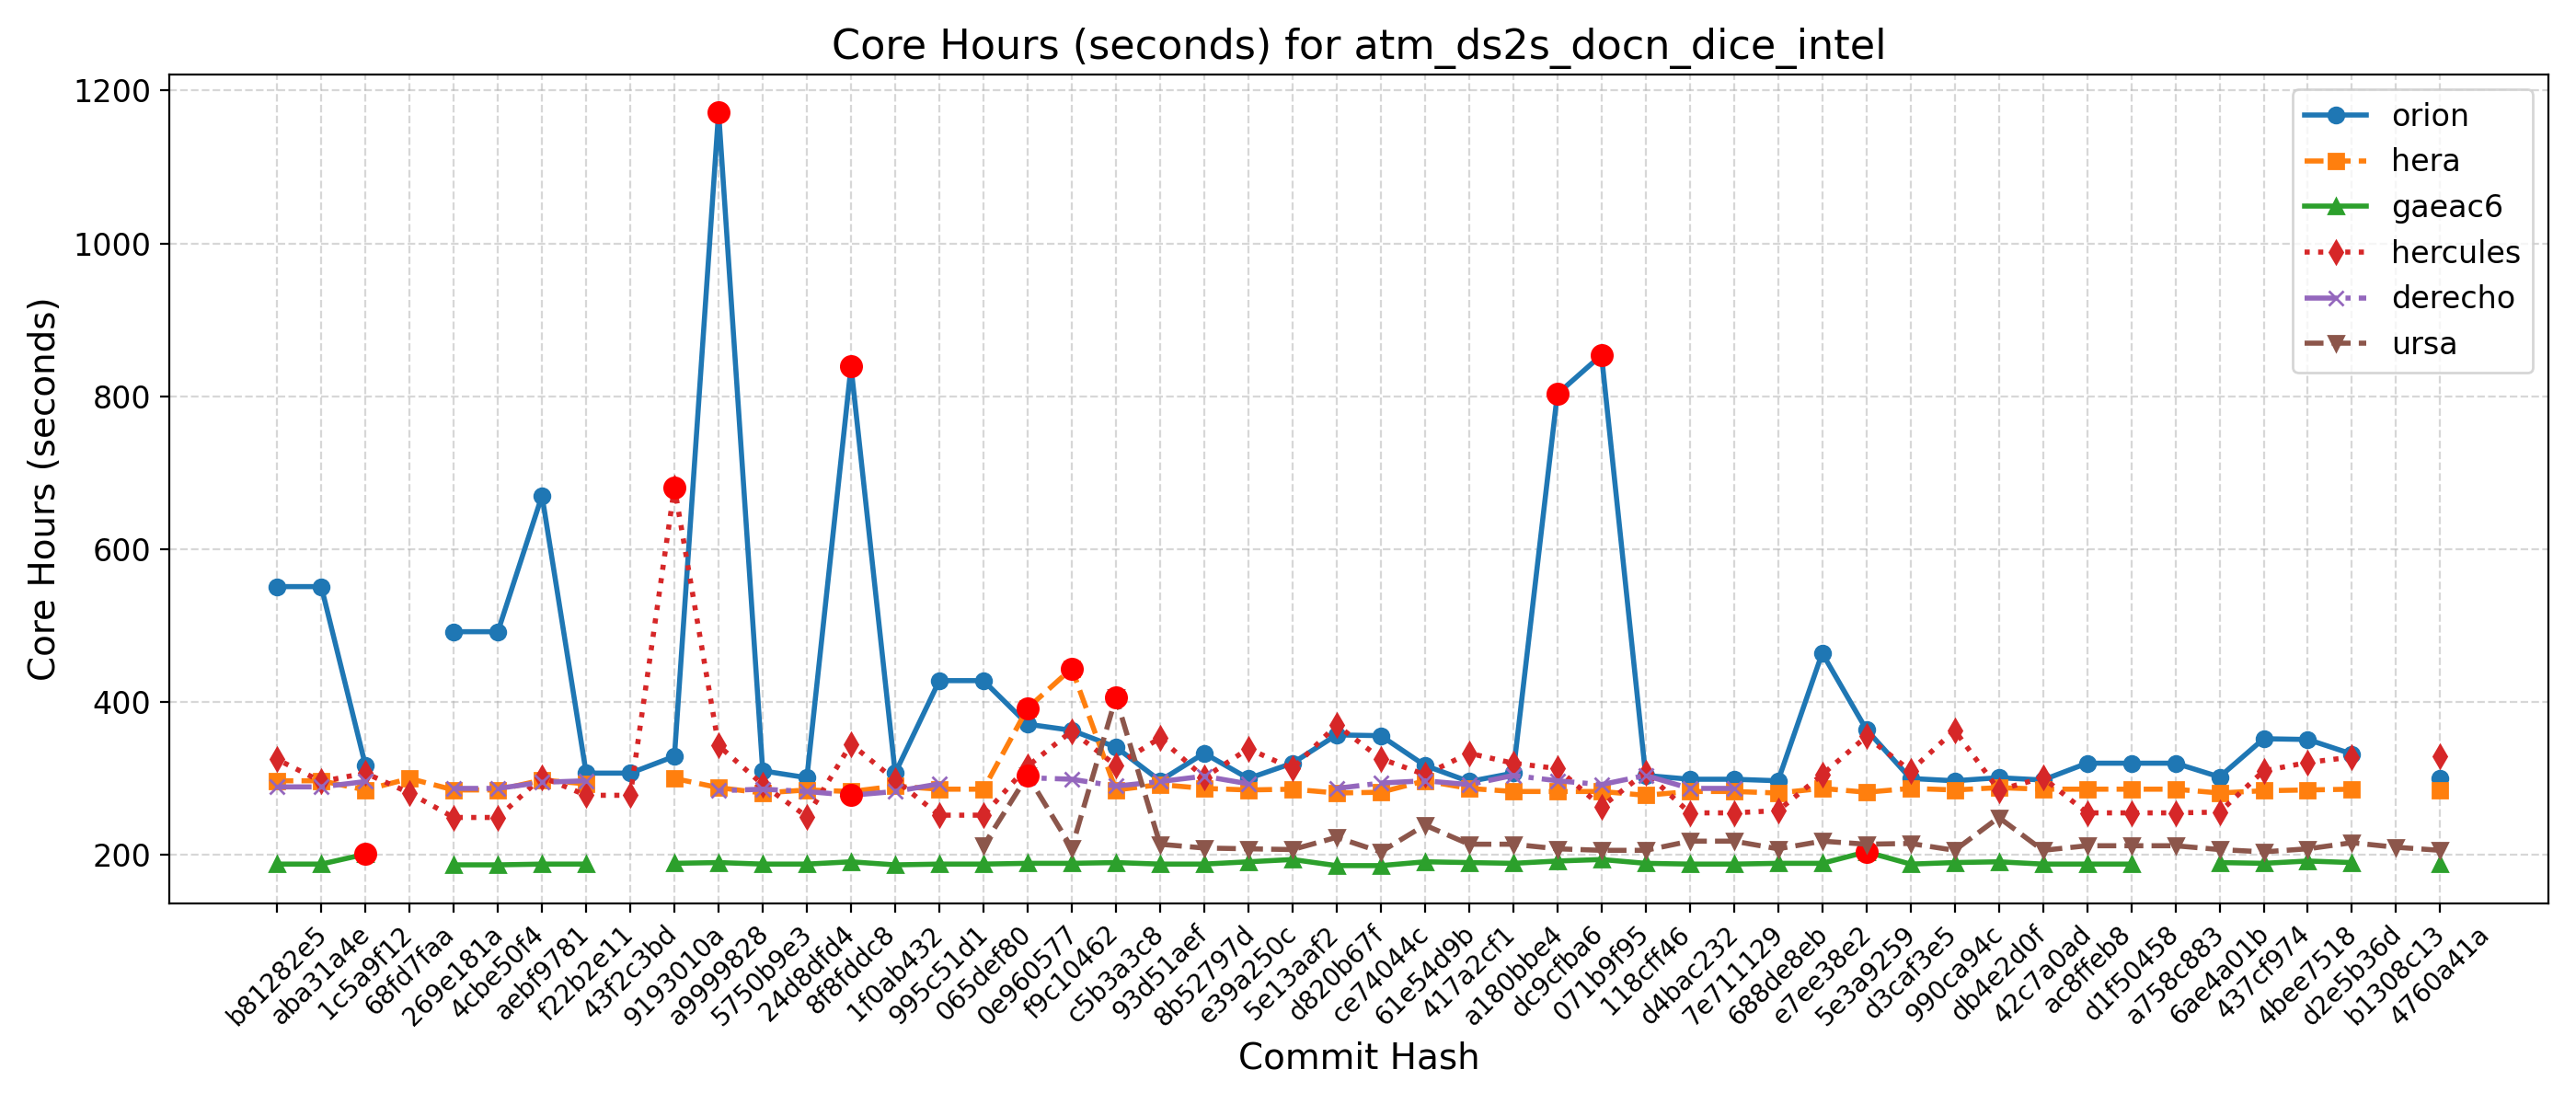 Core Hours (seconds) for atm_ds2s_docn_dice_intel
Core Hours (seconds)
1200
1000
800
600
400
200
orion
hera
gaeac6
hercules
derecho
ursa
b81282e5
aba31a4e
1c5a9f12
68fd7faa
269e181a
4cbe50f4
aebf9781
f22b2e11
43f2c3bd
9193010a
a9999828
5750b9e3
24d8dfd4
8f8fddc8
1f0ab432
995c51d1
065def80
0e960577
f9c10462
c5b3a3c8
93d51aef
8b52797d
e39a250c
5e13aaf2
d820b67f
ce74044c
61e54d9b
417a2cf1
a180bbe4
dc9cfba6
071b9f95
118cff46
d4bac232
7e711129
688de8eb
e7ee38e2
5e3a9259
d3caf3e5
990ca94c
db4e2d0f
42c7a0ad
ac8ffeb8
d1f50458
a758c883
6ae4a01b
437cf974
4bee7518
d2e5b36d
b1308c13
4760a41a
Commit Hash